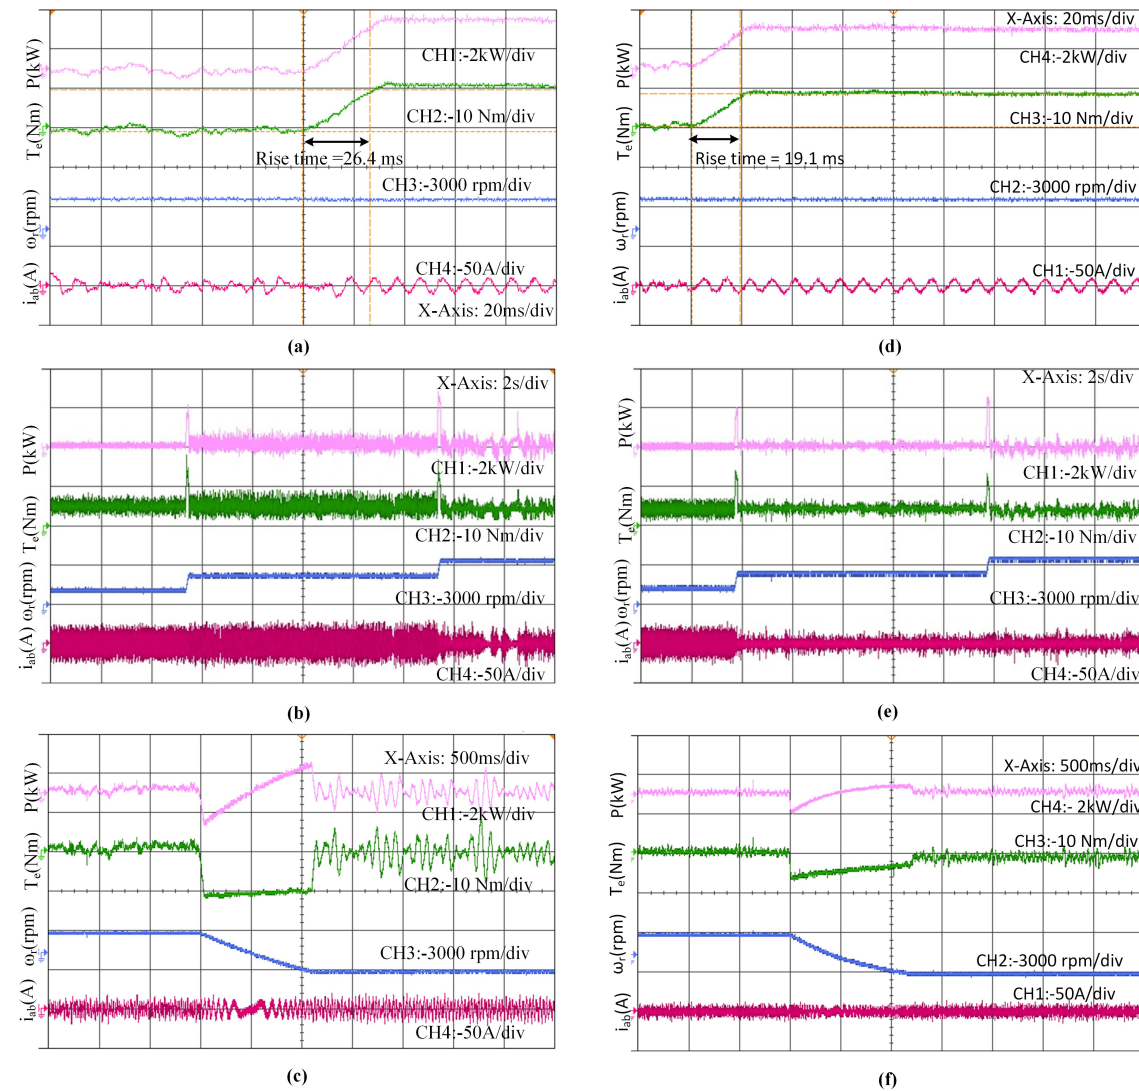 P(kW)
CH1:-2kW/div
Te(Nm)
CH2:-10 Nm/div
Rise time =26.4 ms
ωr(rpm)
CH3:-3000 rpm/div
iab(A)
CH4:-50A/div
X-Axis: 20ms/div
(a)
X-Axis: 20ms/div
P(kW)
CH4:-2kW/div
Te(Nm)
CH3:-10 Nm/div
Rise time = 19.1 ms
ωr(rpm)
CH2:-3000 rpm/div
iab(A)
CH1:-50A/div
(d)
X-Axis: 2s/div
P(kW)
CH1:-2kW/div
Te(Nm)
CH2:-10 Nm/div
ωr(rpm)
CH3:-3000 rpm/div
iab(A)
CH4:-50A/div
(b)
X-Axis: 2s/div
P(kW)
CH1:-2kW/div
Te(Nm)
CH2:-10 Nm/div
ωr(rpm)
CH3:-3000 rpm/div
iab(A)
CH4:-50A/div
(e)
X-Axis: 500ms/div
P(kW)
CH1:-2kW/div
Te(Nm)
CH2:-10 Nm/div
ωr(rpm)
CH3:-3000 rpm/div
iab(A)
CH4:-50A/div
(c)
X-Axis: 500ms/div
P(kW)
CH4:- 2kW/div
Te(Nm)
CH3:-10 Nm/div
ωr(rpm)
CH2:-3000 rpm/div
CH1:-50A/div
iab(A)
(f)